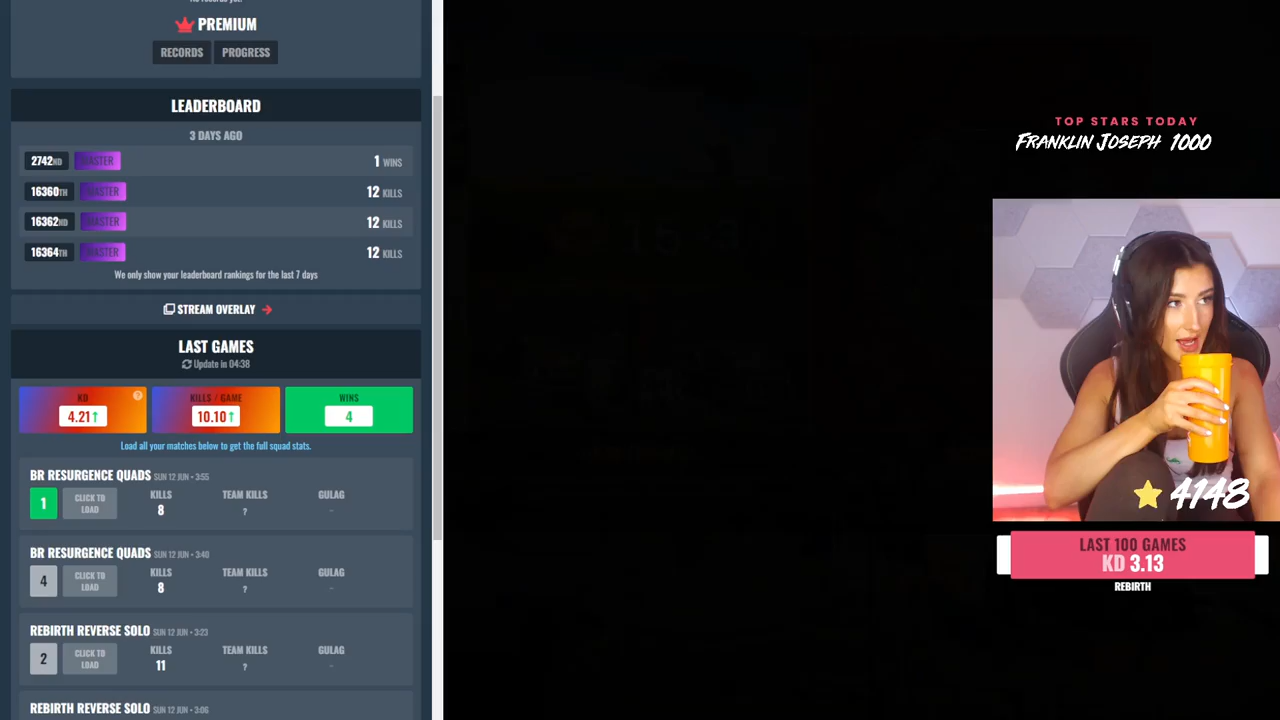 PREMIUM
RECORDS PROGRESS
LEADERBOARD
3 DAYS AGO
2742ND MASTER 1 WINS
16360TH MASTER 12 KILLS
16362ND MASTER 12 KILLS
16364TH MASTER 12 KILLS
We only show your leaderboard rankings for the last 7 days
STREAM OVERLAY
LAST GAMES
Update in 04:38
KD ? KILLS / GAME WINS
4.21↑ 10.10↑ 4
Load all your matches below to get the full squad stats.
BR RESURGENCE QUADS SUN 12 JUN • 3:55
1 CLICK TO LOAD KILLS 8 TEAM KILLS ? GULAG -
BR RESURGENCE QUADS SUN 12 JUN • 3:40
4 CLICK TO LOAD KILLS 8 TEAM KILLS ? GULAG -
REBIRTH REVERSE SOLO SUN 12 JUN • 3:23
2 CLICK TO LOAD KILLS 11 TEAM KILLS ? GULAG -
REBIRTH REVERSE SOLO SUN 12 JUN • 3:06
TOP STARS TODAY
FRANKLIN JOSEPH 1000
4148
LAST 100 GAMES
KD 3.13
REBIRTH